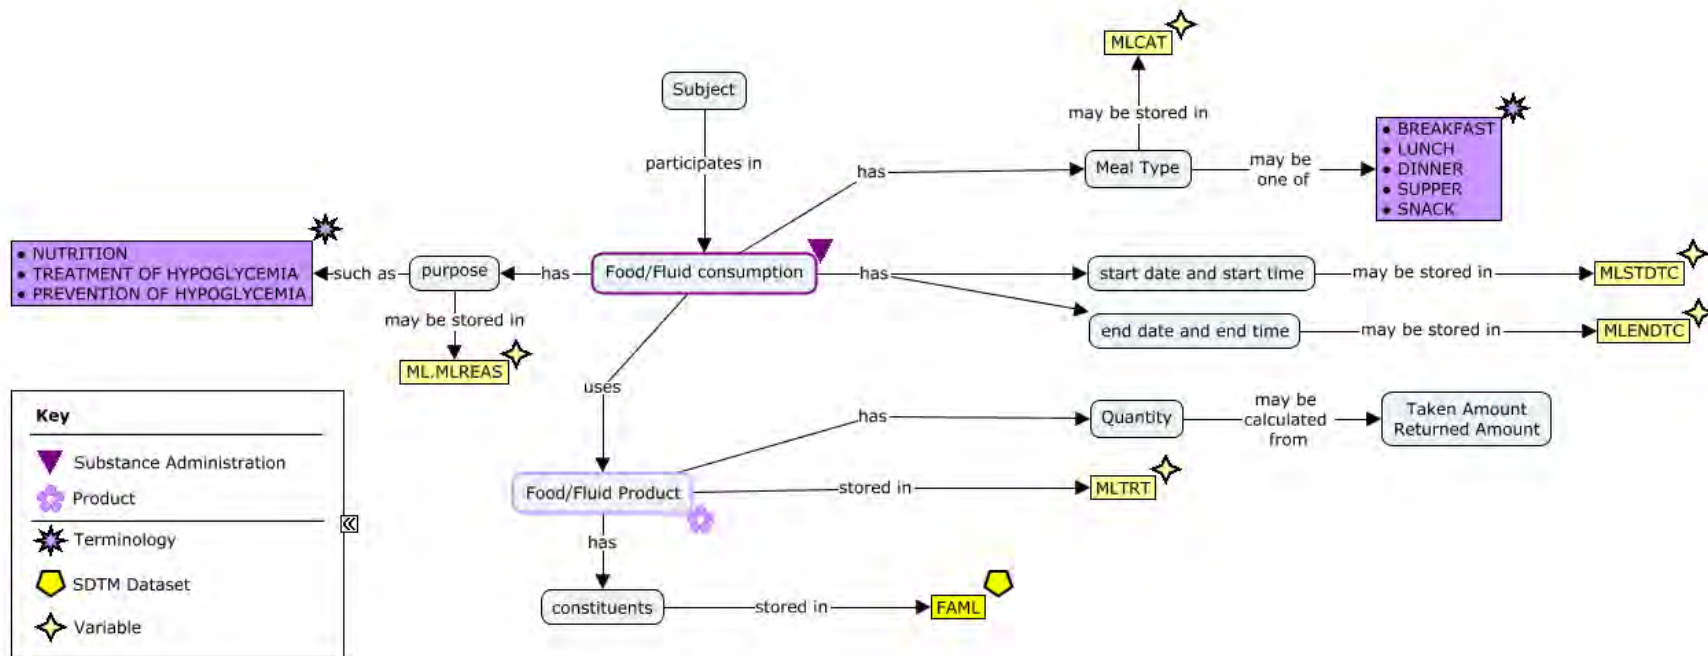 MLCAT
Subject
may be stored in
• BREAKFAST
• LUNCH
• DINNER
• SUPPER
• SNACK
participates in
has
Meal Type
may be
one of
• NUTRITION
• TREATMENT OF HYPOGLYCEMIA
• PREVENTION OF HYPOGLYCEMIA
such as
purpose
has
Food/Fluid consumption
has
start date and start time
may be stored in
MLSTDTC
end date and end time
may be stored in
MLENDTC
may be stored in
ML.MLREAS
uses
has
Quantity
may be
calculated
from
Taken Amount
Returned Amount
Food/Fluid Product
stored in
MLTRT
has
constituents
stored in
FAML
Key
Substance Administration
Product
Terminology
SDTM Dataset
Variable